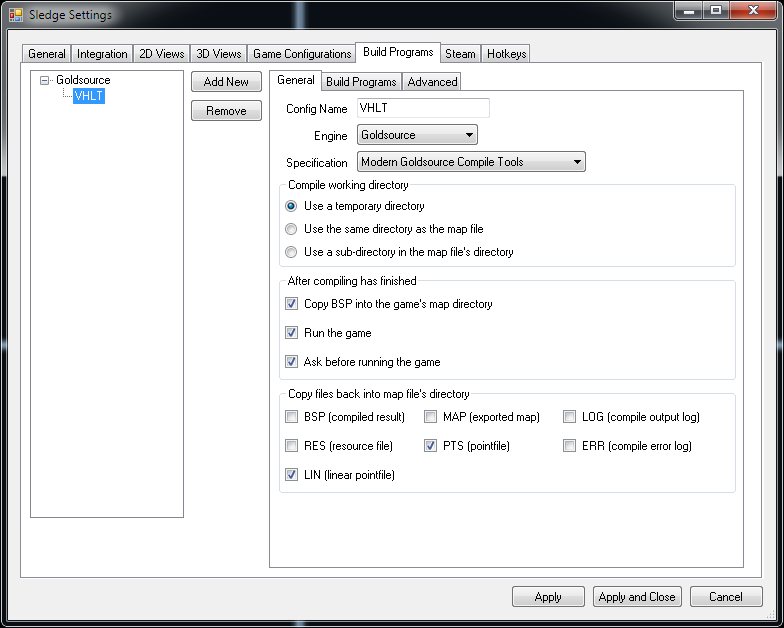 Sledge Settings
General Integration 2D Views 3D Views Game Configurations Build Programs Steam Hotkeys
Goldsource
VHLT
Add New
Remove
General Build Programs Advanced
Config Name VHLT
Engine Goldsource
Specification Modern Goldsource Compile Tools
Compile working directory
Use a temporary directory
Use the same directory as the map file
Use a sub-directory in the map file's directory
After compiling has finished
Copy BSP into the game's map directory
Run the game
Ask before running the game
Copy files back into map file's directory
BSP (compiled result) MAP (exported map) LOG (compile output log)
RES (resource file) PTS (pointfile) ERR (compile error log)
LIN (linear pointfile)
Apply Apply and Close Cancel